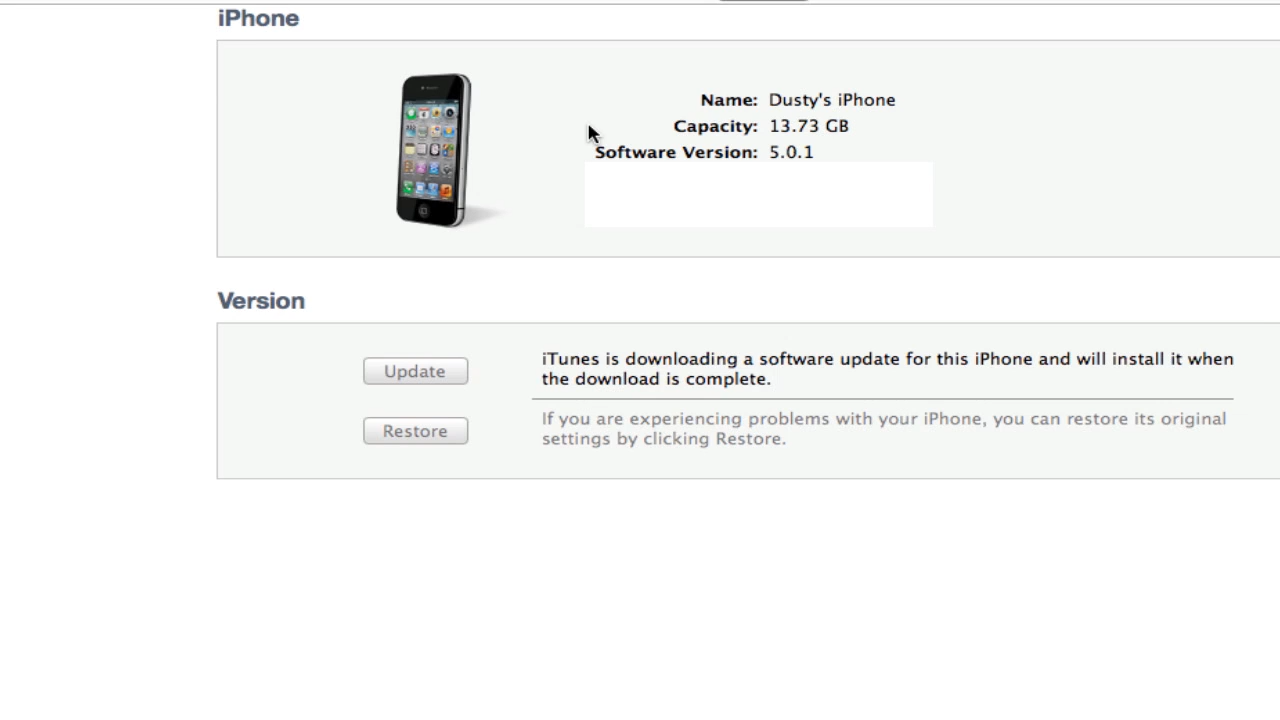 iPhone
Name: Dusty's iPhone
Capacity: 13.73 GB
Software Version: 5.0.1
Version
Update
iTunes is downloading a software update for this iPhone and will install it when
the download is complete.
Restore
If you are experiencing problems with your iPhone, you can restore its original
settings by clicking Restore.